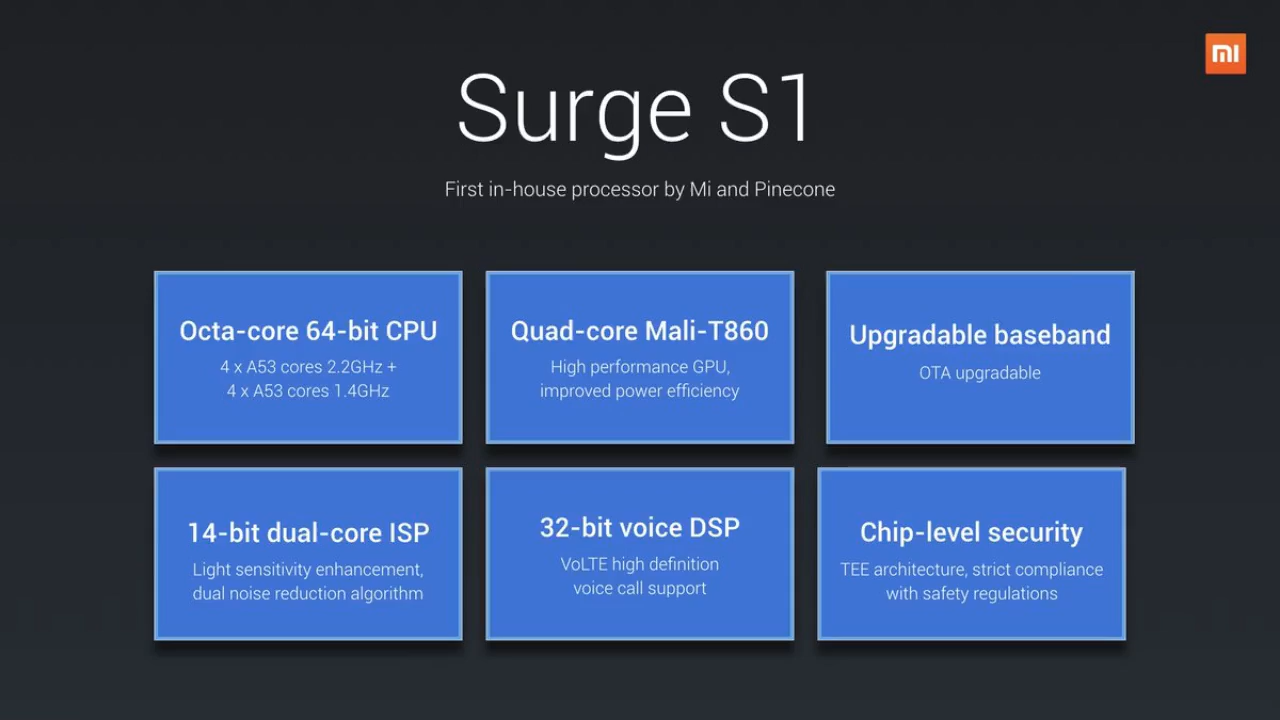 mi
Surge S1
First in-house processor by Mi and Pinecone
Octa-core 64-bit CPU
4 x A53 cores 2.2GHz +
4 x A53 cores 1.4GHz
Quad-core Mali-T860
High performance GPU,
improved power efficiency
Upgradable baseband
OTA upgradable
14-bit dual-core ISP
Light sensitivity enhancement,
dual noise reduction algorithm
32-bit voice DSP
VoLTE high definition
voice call support
Chip-level security
TEE architecture, strict compliance
with safety regulations